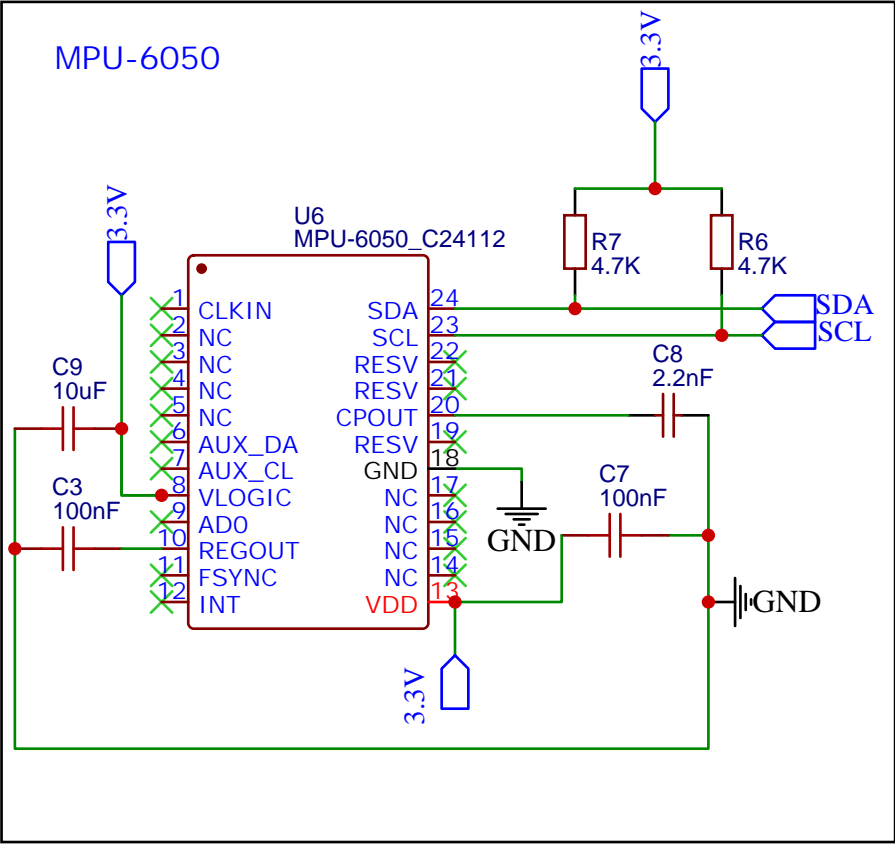 MPU-6050
3.3V
3.3V
U6
MPU-6050_C24112
R7
4.7K
R6
4.7K
1 CLKIN
2 NC
3 NC
4 NC
5 NC
6 AUX_DA
7 AUX_CL
8 VLOGIC
9 AD0
10 REGOUT
11 FSYNC
12 INT
SDA 24
SCL 23
RESV 22
RESV 21
CPOUT 20
RESV 19
GND 18
NC 17
NC 16
NC 15
NC 14
VDD 13
SDA
SCL
C9
10uF
C3
100nF
C8
2.2nF
C7
100nF
GND
GND
3.3V